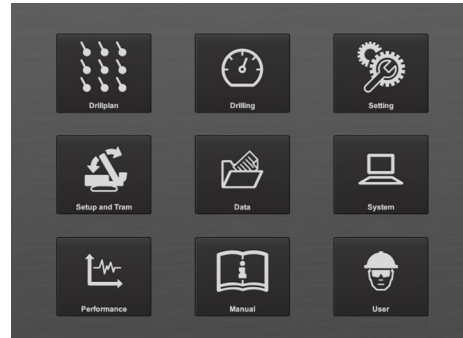 Drillplan
Drilling
Setting
Setup and Tram
Data
System
Performance
Manual
User